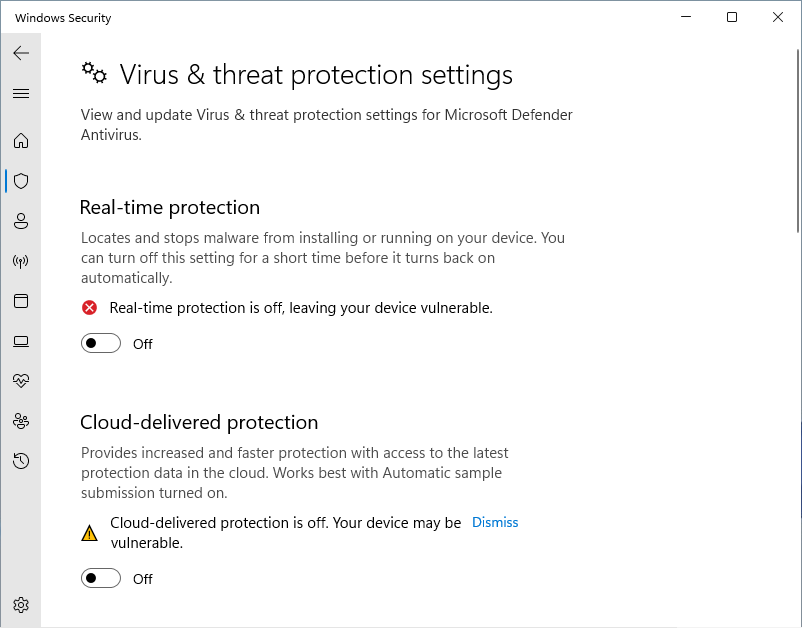 Windows Security
Virus & threat protection settings
View and update Virus & threat protection settings for Microsoft Defender
Antivirus.
Real-time protection
Locates and stops malware from installing or running on your device. You
can turn off this setting for a short time before it turns back on
automatically.
Real-time protection is off, leaving your device vulnerable.
Off
Cloud-delivered protection
Provides increased and faster protection with access to the latest
protection data in the cloud. Works best with Automatic sample
submission turned on.
Cloud-delivered protection is off. Your device may be Dismiss
vulnerable.
Off